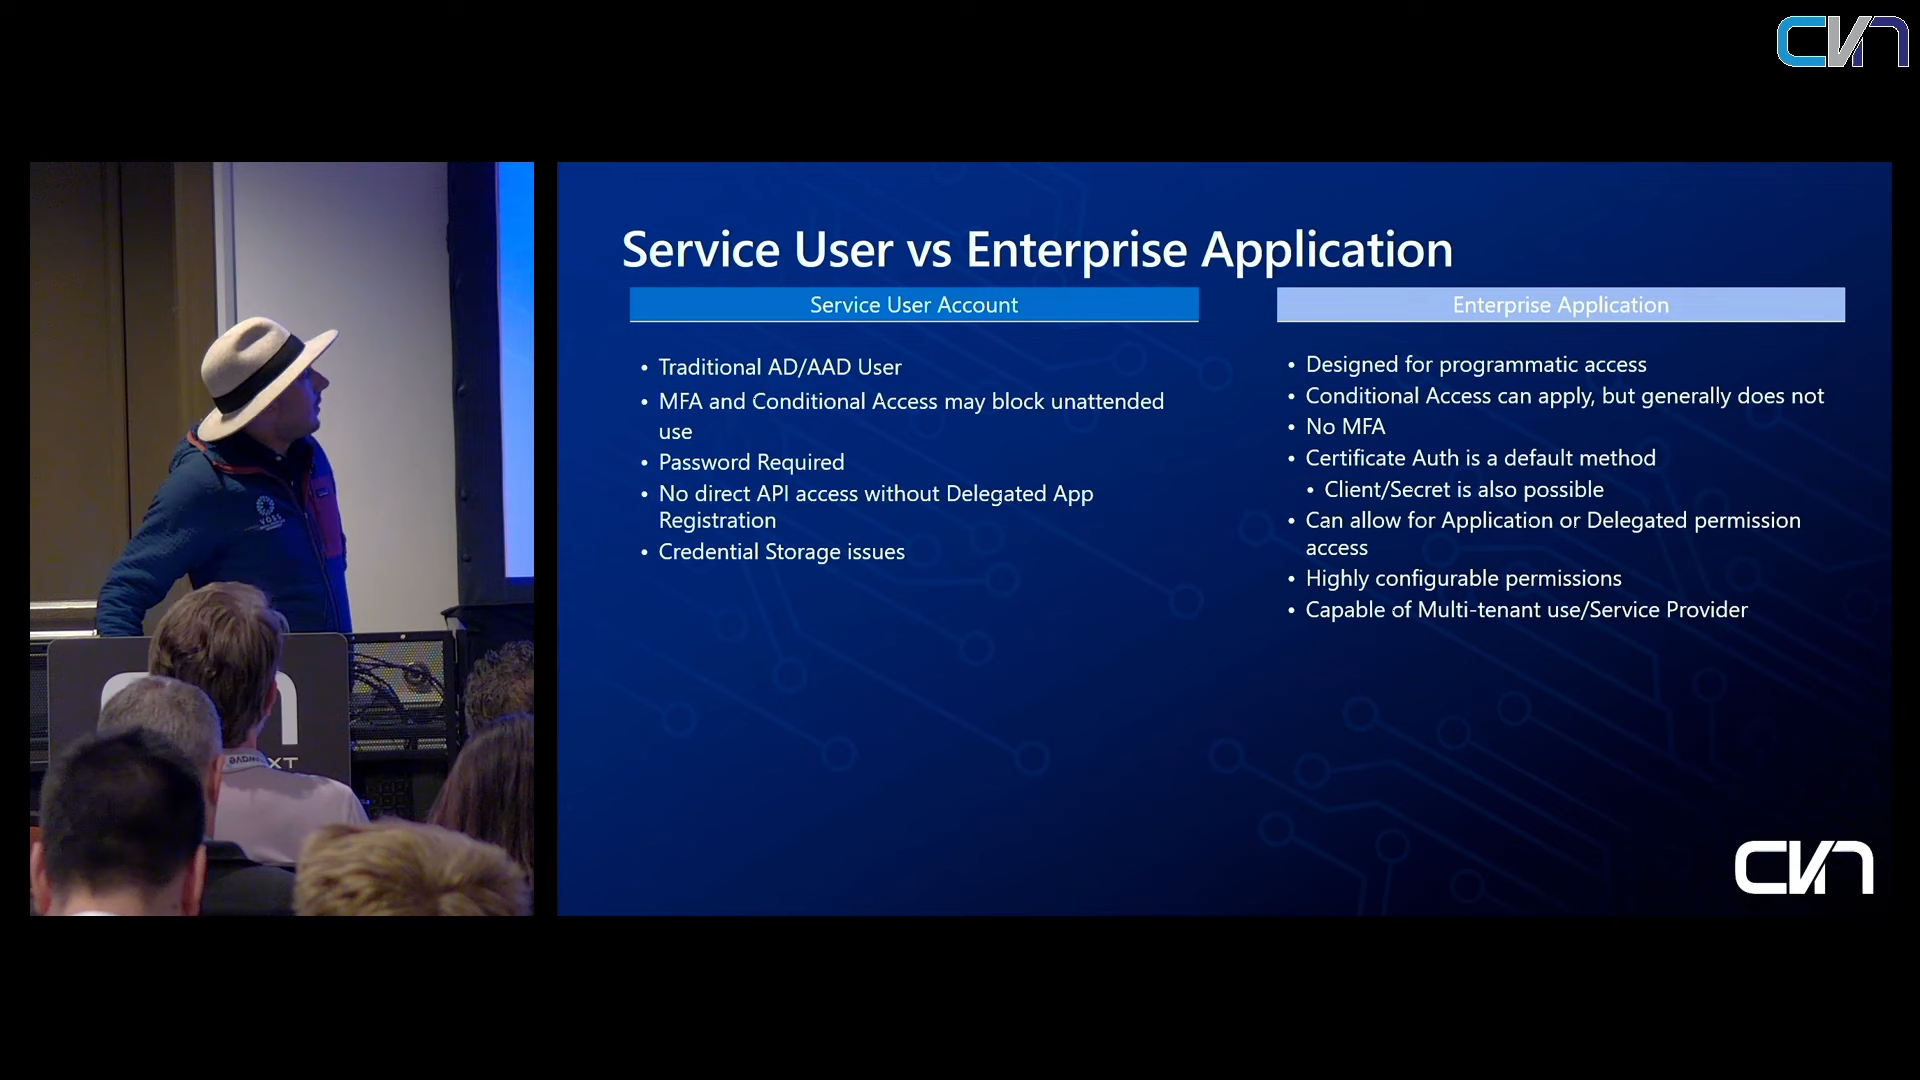 CVN
Service User vs Enterprise Application
Service User Account
• Traditional AD/AAD User
• MFA and Conditional Access may block unattended
use
• Password Required
• No direct API access without Delegated App
Registration
• Credential Storage issues
Enterprise Application
• Designed for programmatic access
• Conditional Access can apply, but generally does not
• No MFA
• Certificate Auth is a default method
• Client/Secret is also possible
• Can allow for Application or Delegated permission
access
• Highly configurable permissions
• Capable of Multi-tenant use/Service Provider
CVN
VOSS
XT